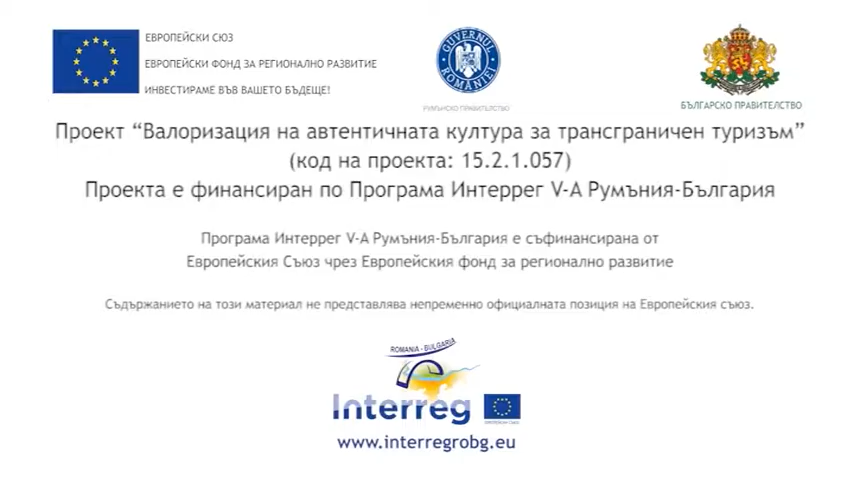 ЕВРОПЕЙСКИ СЮЗ
ЕВРОПЕЙСКИ ФОНД ЗА РЕГИОНАЛНО РАЗВИТИЕ
ИНВЕСТИРАМЕ ВЪВ ВАШЕТО БЪДЕЩЕ!
GUVERNUL ROMÂNIEI
РУМЪНСКО ПРАВИТЕЛСТВО
БЪЛГАРСКО ПРАВИТЕЛСТВО
Проект “Валоризация на автентичната култура за трансграничен туризъм”
(код на проекта: 15.2.1.057)
Проекта е финансиран по Програма Интеррег V-A Румъния-България
Програма Интеррег V-A Румъния-България е съфинансирана от
Европейския Съюз чрез Европейския фонд за регионално развитие
Съдържанието на този материал не представлява непременно официалната позиция на Европейския съюз.
ROMANIA-BULGARIA
Interreg
www.interregrobg.eu